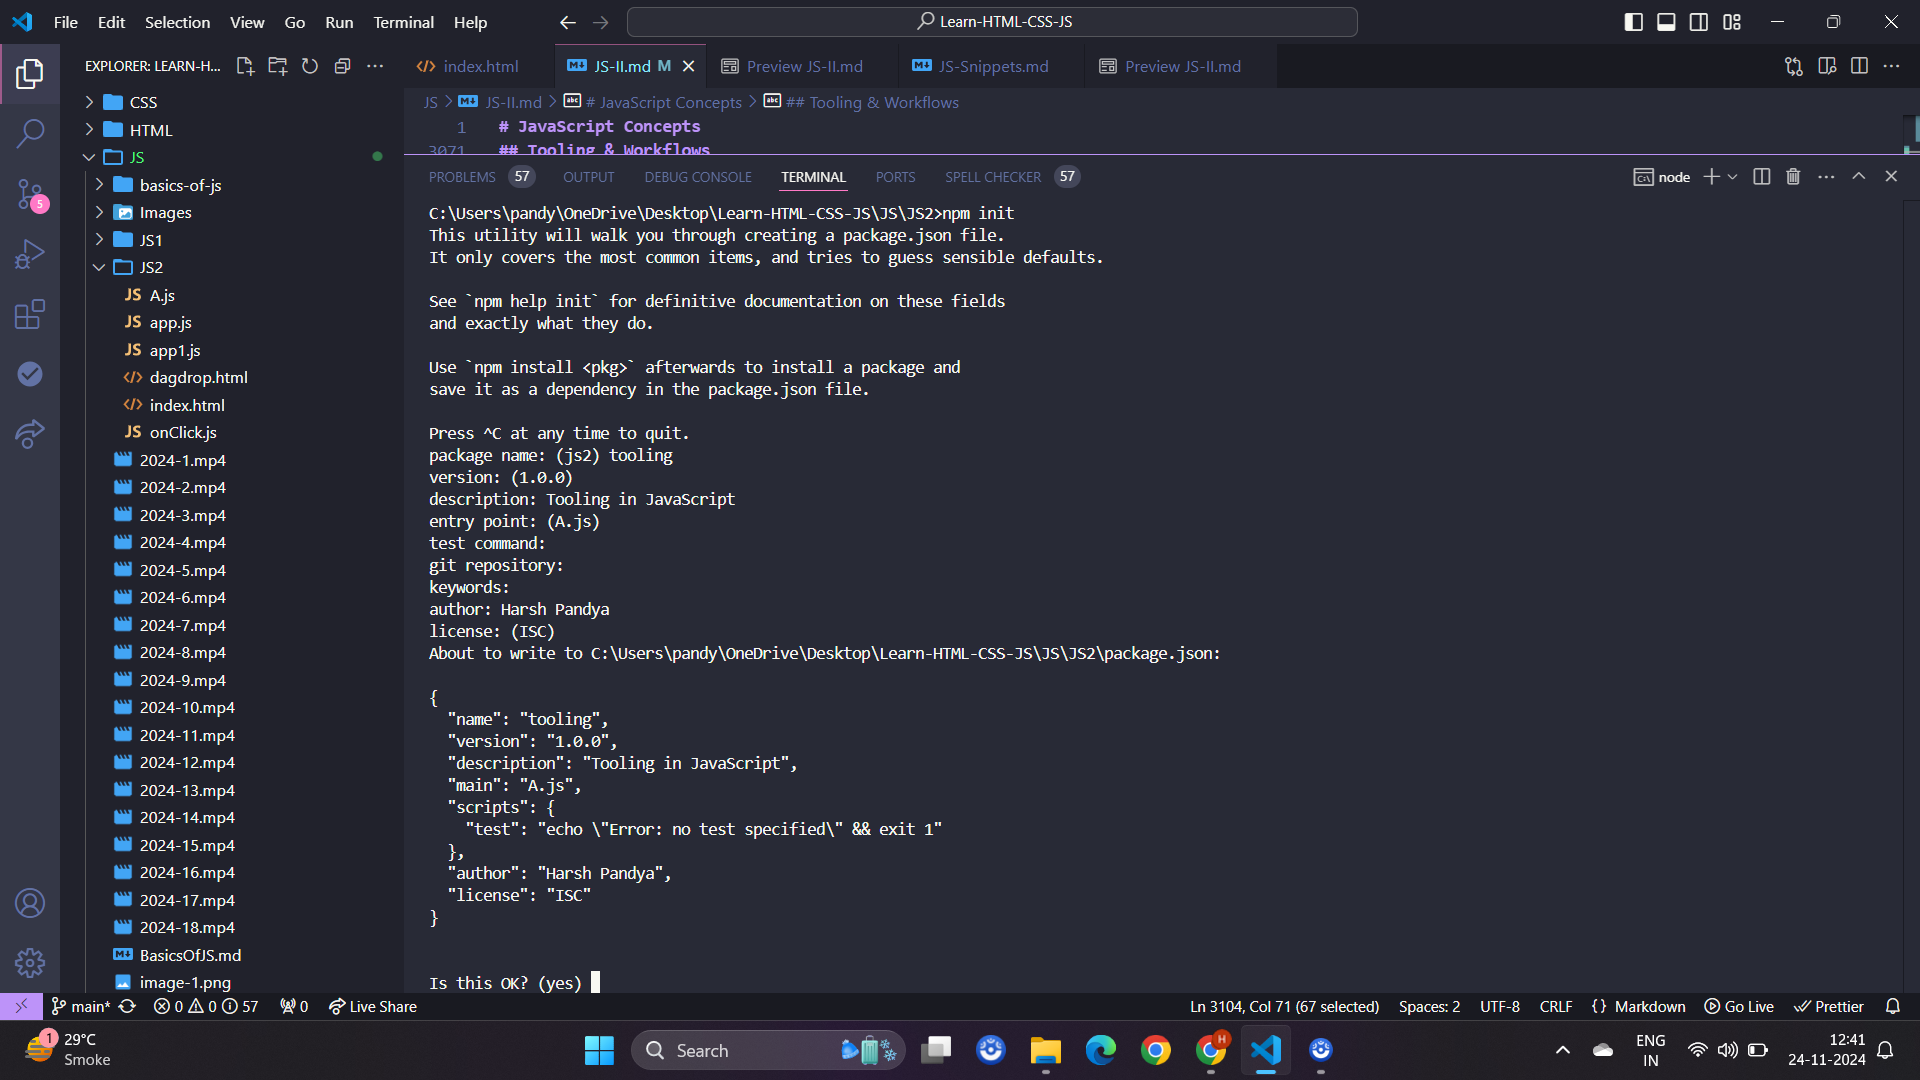 File Edit Selection View Go Run Terminal Help
Learn-HTML-CSS-JS
EXPLORER: LEARN-H...
index.html
JS-II.md M
Preview JS-II.md
JS-Snippets.md
Preview JS-II.md
JS > JS-II.md > # JavaScript Concepts > ## Tooling & Workflows
1 # JavaScript Concepts
3071 ## Tooling & Workflows
CSS
HTML
JS
basics-of-js
Images
JS1
JS2
JS A.js
JS app.js
JS app1.js
dagdrop.html
index.html
JS onClick.js
2024-1.mp4
2024-2.mp4
2024-3.mp4
2024-4.mp4
2024-5.mp4
2024-6.mp4
2024-7.mp4
2024-8.mp4
2024-9.mp4
2024-10.mp4
2024-11.mp4
2024-12.mp4
2024-13.mp4
2024-14.mp4
2024-15.mp4
2024-16.mp4
2024-17.mp4
2024-18.mp4
BasicsOfJS.md
image-1.png
5
PROBLEMS 57 OUTPUT DEBUG CONSOLE TERMINAL PORTS SPELL CHECKER 57
node
C:\Users\pandy\OneDrive\Desktop\Learn-HTML-CSS-JS\JS\JS2>npm init
This utility will walk you through creating a package.json file.
It only covers the most common items, and tries to guess sensible defaults.
See `npm help init` for definitive documentation on these fields
and exactly what they do.
Use `npm install <pkg>` afterwards to install a package and
save it as a dependency in the package.json file.
Press ^C at any time to quit.
package name: (js2) tooling
version: (1.0.0)
description: Tooling in JavaScript
entry point: (A.js)
test command:
git repository:
keywords:
author: Harsh Pandya
license: (ISC)
About to write to C:\Users\pandy\OneDrive\Desktop\Learn-HTML-CSS-JS\JS\JS2\package.json:
{
"name": "tooling",
"version": "1.0.0",
"description": "Tooling in JavaScript",
"main": "A.js",
"scripts": {
"test": "echo \"Error: no test specified\" && exit 1"
},
"author": "Harsh Pandya",
"license": "ISC"
}
Is this OK? (yes)
main* 0 0 57 0 Live Share
Ln 3104, Col 71 (67 selected) Spaces: 2 UTF-8 CRLF {} Markdown Go Live Prettier
1
29°C
Smoke
Search
H
ENG
IN
12:41
24-11-2024